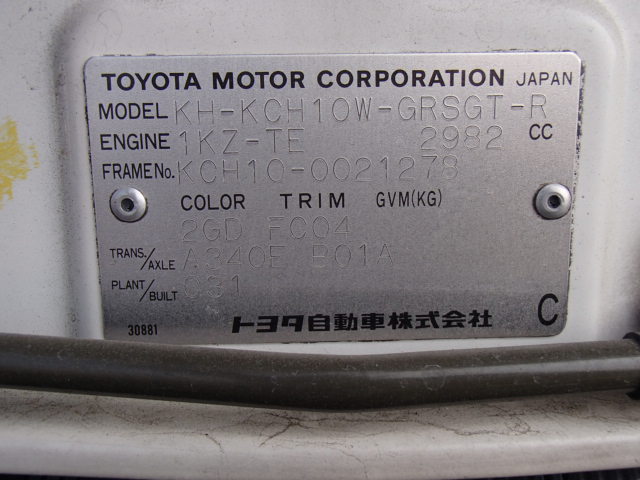 TOYOTA MOTOR CORPORATION JAPAN
MODEL KH-KCH10W-GRSGT-R
ENGINE 1KZ-TE 2982 CC
FRAME No. KCH10-0021278
COLOR TRIM GVM(KG)
2GD FC04
TRANS./AXLE A340E B01A
PLANT/BUILT 031
30881 トヨタ自動車株式会社 C